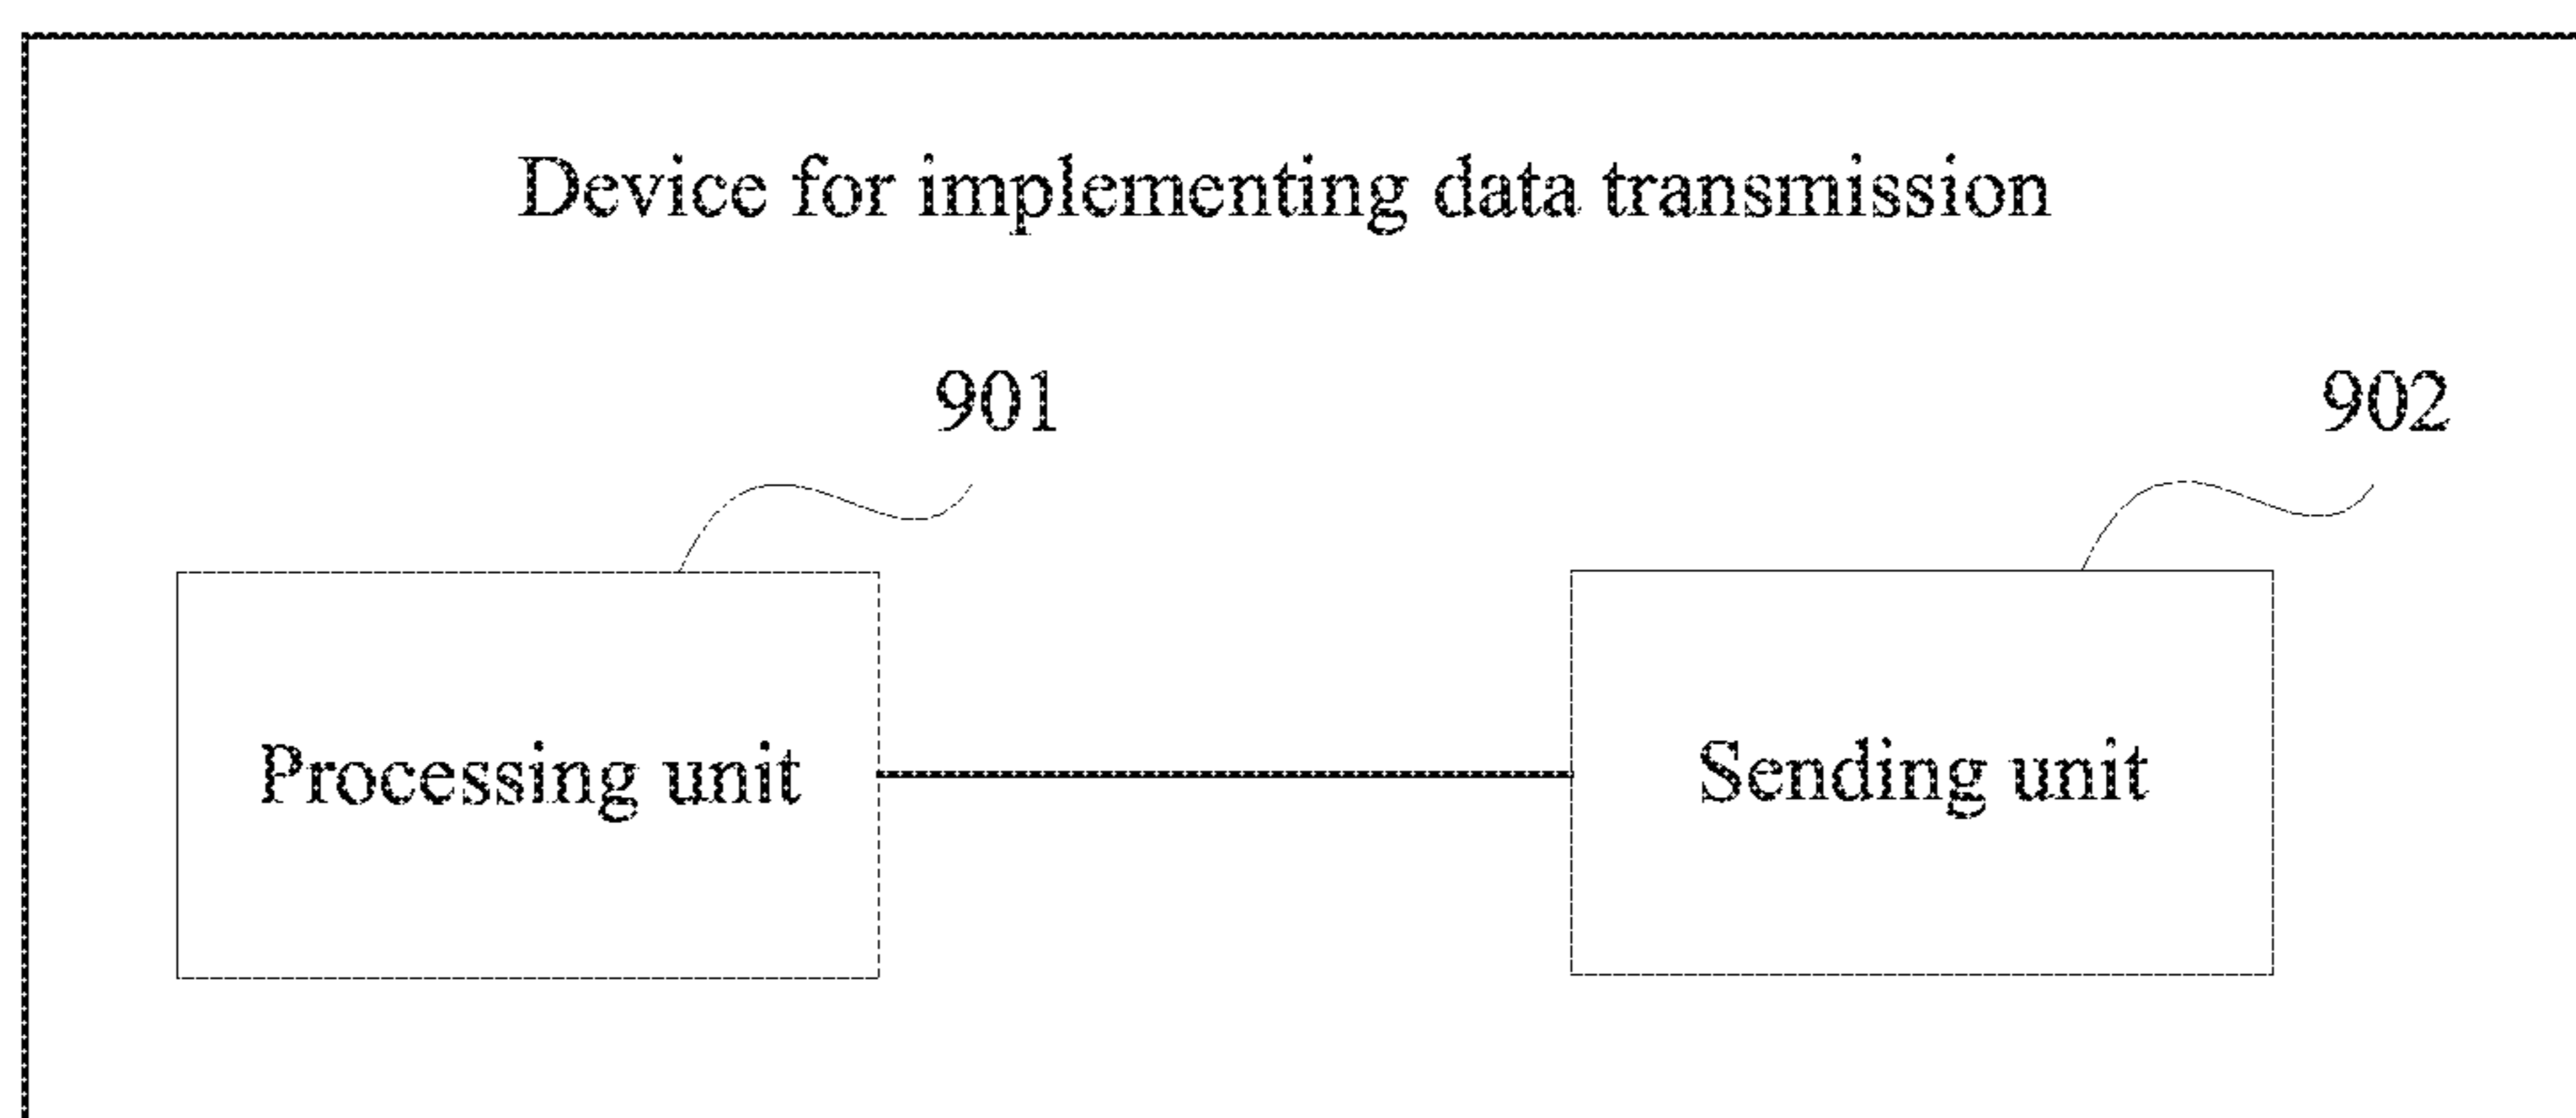 Device for implementing data transmission
901
902
Processing unit
Sending unit